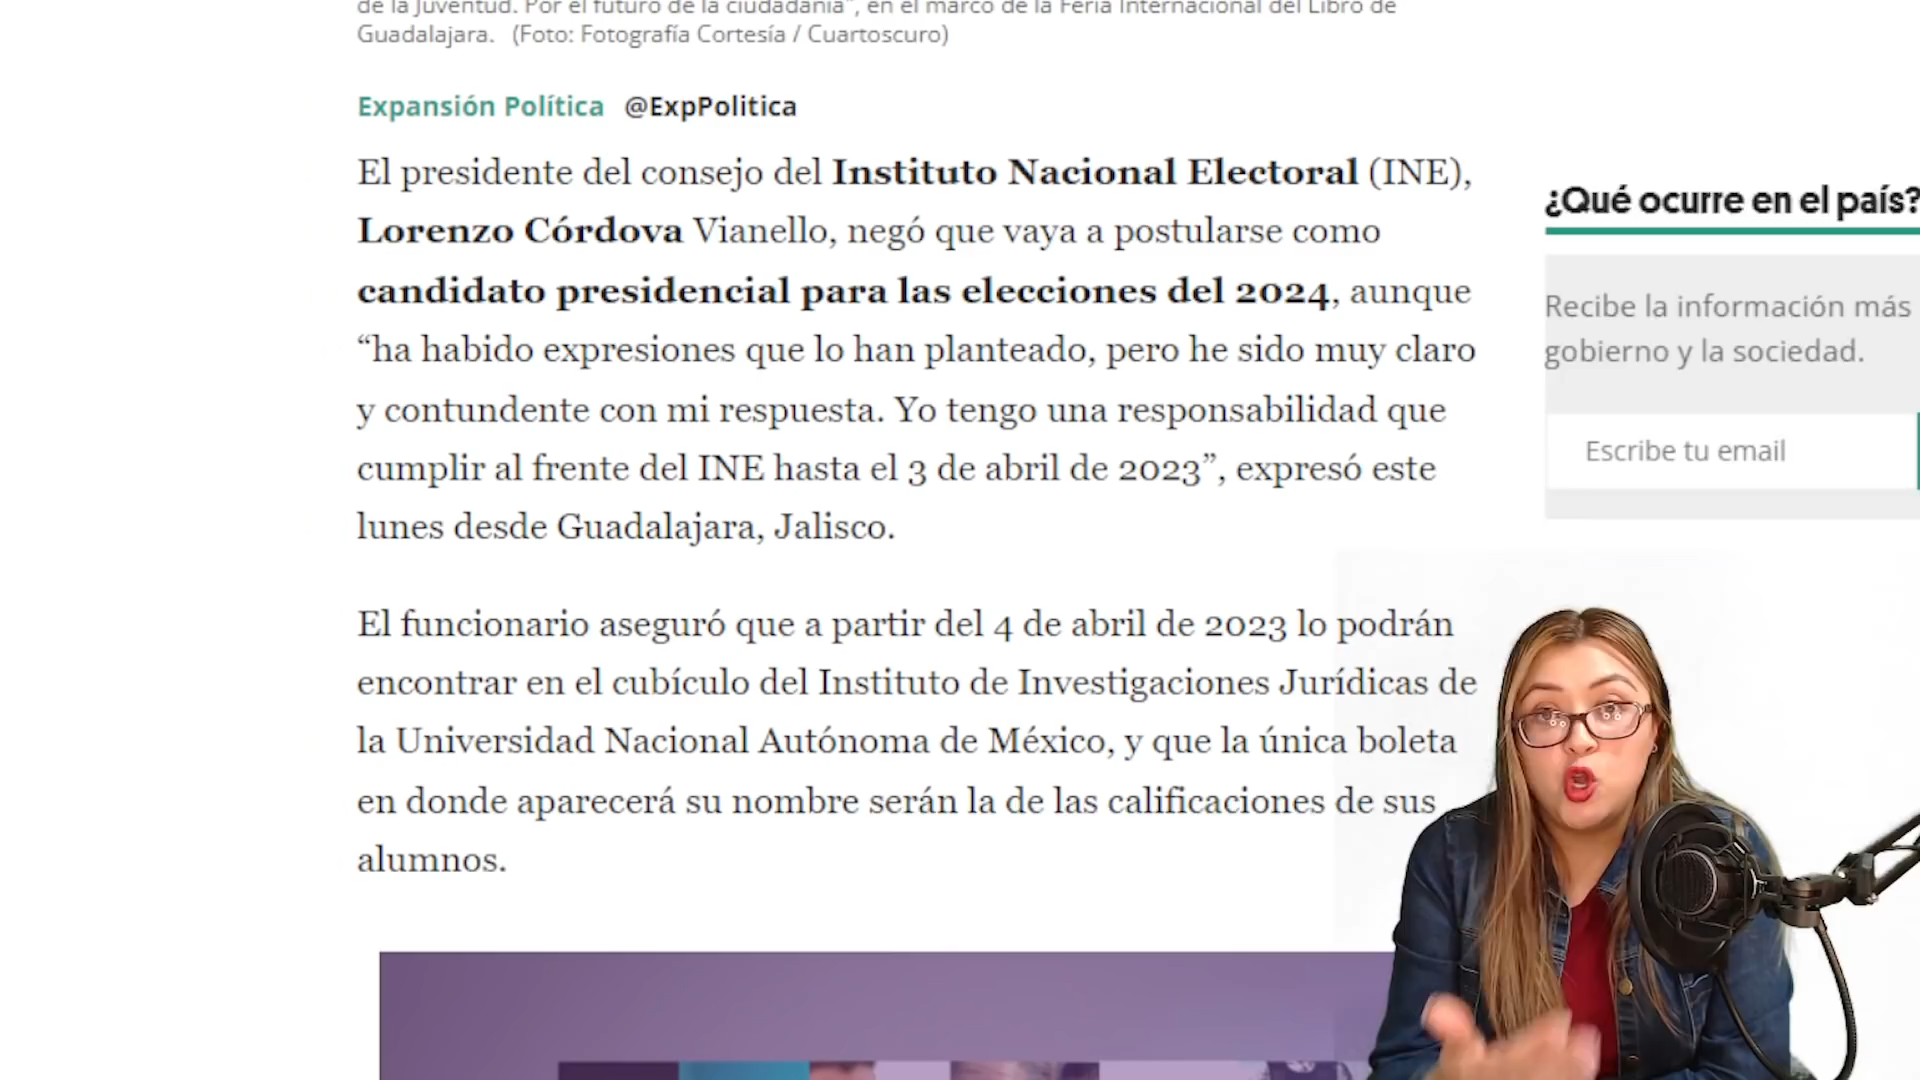 de la Juventud. Por el futuro de la ciudadanía", en el marco de la Feria Internacional del Libro de
Guadalajara. (Foto: Fotografía Cortesía / Cuartoscuro)
Expansión Política @ExpPolitica
El presidente del consejo del Instituto Nacional Electoral (INE),
Lorenzo Córdova Vianello, negó que vaya a postularse como
candidato presidencial para las elecciones del 2024, aunque
“ha habido expresiones que lo han planteado, pero he sido muy claro
y contundente con mi respuesta. Yo tengo una responsabilidad que
cumplir al frente del INE hasta el 3 de abril de 2023”, expresó este
lunes desde Guadalajara, Jalisco.
El funcionario aseguró que a partir del 4 de abril de 2023 lo podrán
encontrar en el cubículo del Instituto de Investigaciones Jurídicas de
la Universidad Nacional Autónoma de México, y que la única boleta
en donde aparecerá su nombre serán la de las calificaciones de sus
alumnos.
¿Qué ocurre en el país?
Recibe la información más
gobierno y la sociedad.
Escribe tu email